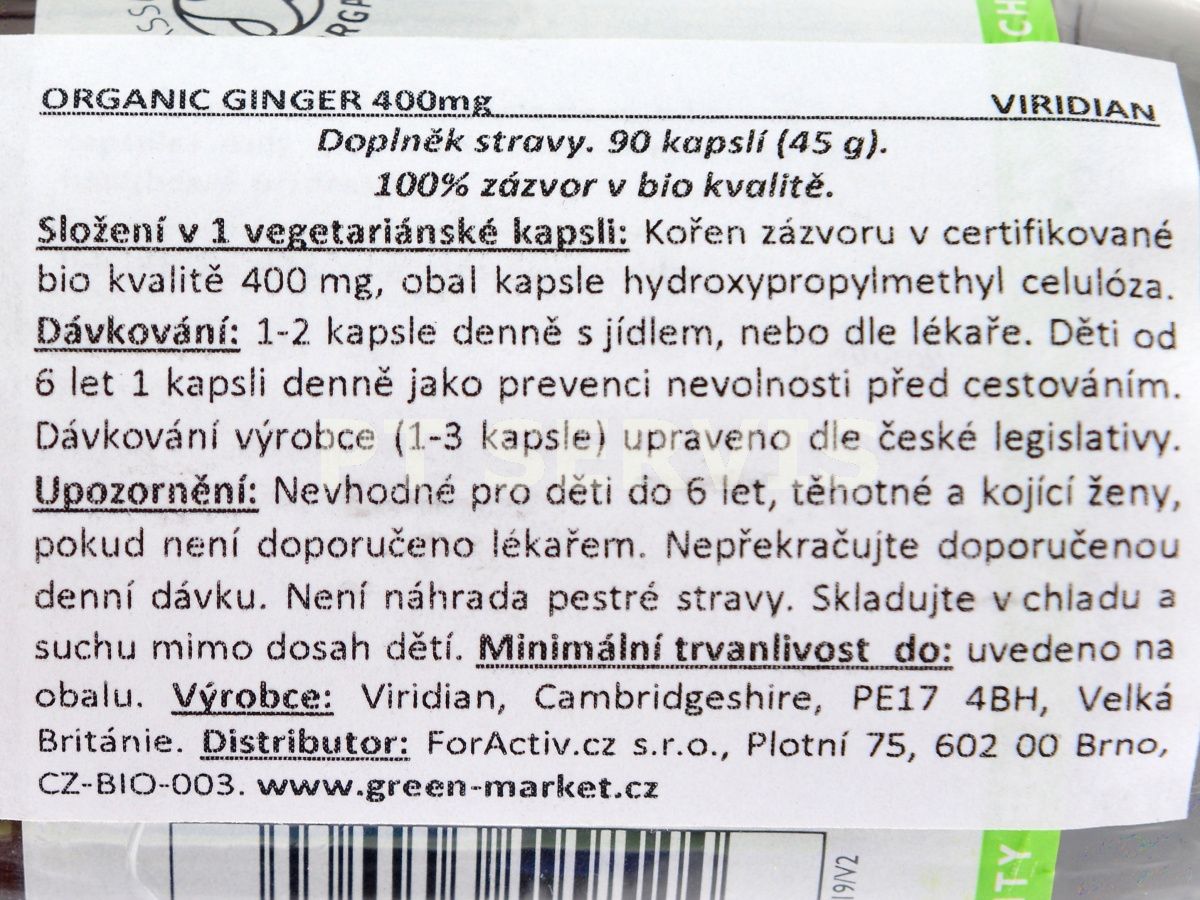 ORGANIC GINGER 400mg VIRIDIAN
Doplněk stravy. 90 kapslí (45 g).
100% zázvor v bio kvalitě.
Složení v 1 vegetariánské kapsli: Kořen zázvoru v certifikované
bio kvalitě 400 mg, obal kapsle hydroxypropylmethyl celulóza.
Dávkování: 1-2 kapsle denně s jídlem, nebo dle lékaře. Děti od
6 let 1 kapsli denně jako prevenci nevolnosti před cestováním.
Dávkování výrobce (1-3 kapsle) upraveno dle české legislativy.
PT SERVIS
Upozornění: Nevhodné pro děti do 6 let, těhotné a kojící ženy,
pokud není doporučeno lékařem. Nepřekračujte doporučenou
denní dávku. Není náhrada pestré stravy. Skladujte v chladu a
suchu mimo dosah dětí. Minimální trvanlivost do: uvedeno na
obalu. Výrobce: Viridian, Cambridgeshire, PE17 4BH, Velká
Británie. Distributor: ForActiv.cz s.r.o., Plotní 75, 602 00 Brno,
CZ-BIO-003. www.green-market.cz